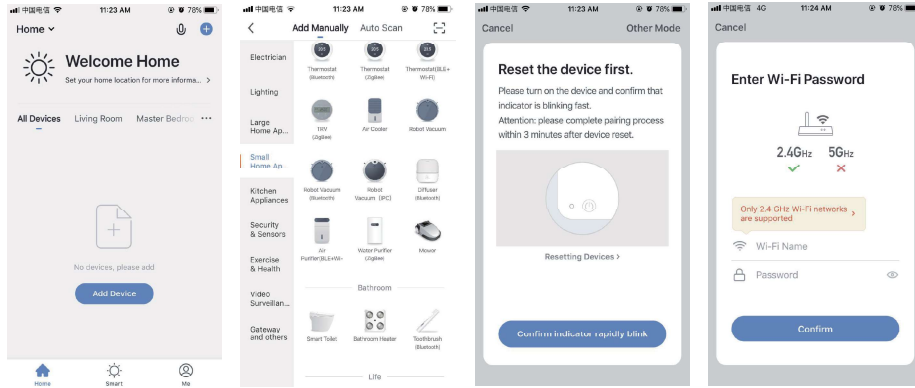 中国电信
11:23 AM
78%
Home
Welcome Home
Set your home location for more informa... >
All Devices Living Room Master Bedroo ...
No devices, please add
Add Device
Home Smart Me
中国电信
11:23 AM
78%
Add Manually Auto Scan
Electrician
Lighting
Large
Home Ap...
Small
Home Ap...
Kitchen
Appliances
Security
& Sensors
Exercise
& Health
Video
Surveillan...
Gateway
and others
Thermostat
(Bluetooth)
Thermostat
(ZigBee)
Thermostat(BLE+
Wi-Fi)
TRV
(ZigBee)
Air Cooler
Robot Vacuum
Robot Vacuum
(Bluetooth)
Robot
Vacuum (IPC)
Diffuser
(Bluetooth)
Air
Purifier(BLE+Wi-
Water Purifier
(ZigBee)
Mower
Bathroom
Smart Toilet
Bathroom Heater
Toothbrush
(Bluetooth)
Life
中国电信
11:23 AM
78%
Cancel Other Mode
Reset the device first.
Please turn on the device and confirm that
indicator is blinking fast.
Attention: please complete pairing process
within 3 minutes after device reset.
Resetting Devices >
Confirm indicator rapidly blink
中国电信 4G
11:24 AM
78%
Cancel
Enter Wi-Fi Password
2.4GHz 5GHz
Only 2.4 GHz Wi-Fi networks >
are supported
Wi-Fi Name
Password
Confirm